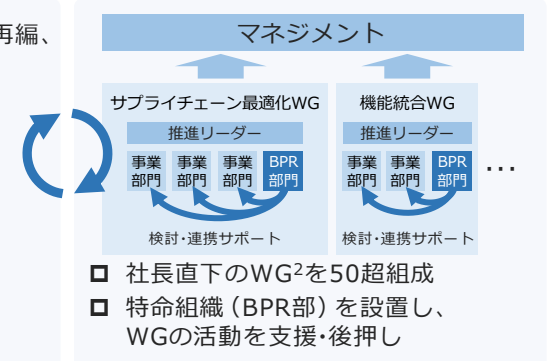 再編、
マネジメント
サプライチェーン最適化WG
推進リーダー
事業部門
事業部門
事業部門
BPR部門
検討・連携サポート
機能統合WG
推進リーダー
事業部門
事業部門
BPR部門
検討・連携サポート
…
社長直下のWG²を50超組成
特命組織（BPR部）を設置し、
WGの活動を支援・後押し